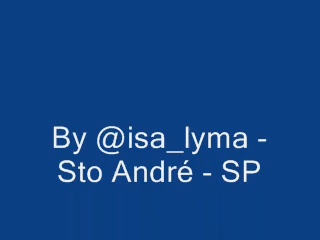 By @isa_lyma -
Sto André - SP